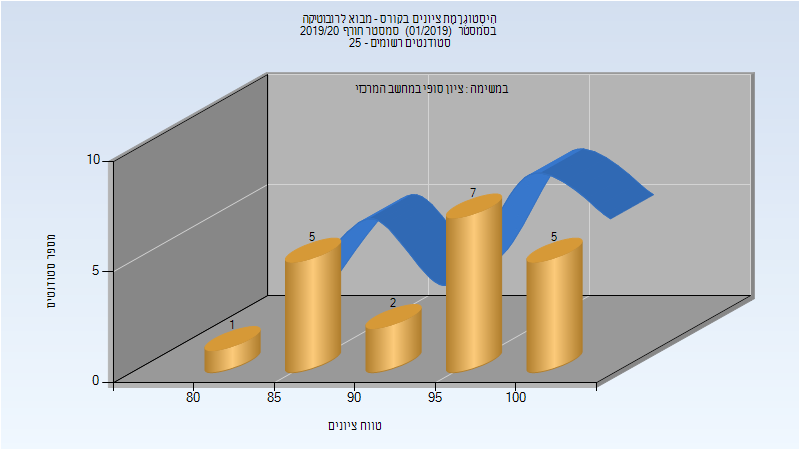 היסטוגרמת ציונים בקורס - מבוא לרובוטיקה
בסמסטר (01/2019) סמסטר חורף 2019/20
סטודנטים רשומים - 25
במשימה : ציון סופי במחשב המרכזי
10
5
0
מספר סטודנטים
1
5
2
7
5
80
85
90
95
100
טווח ציונים